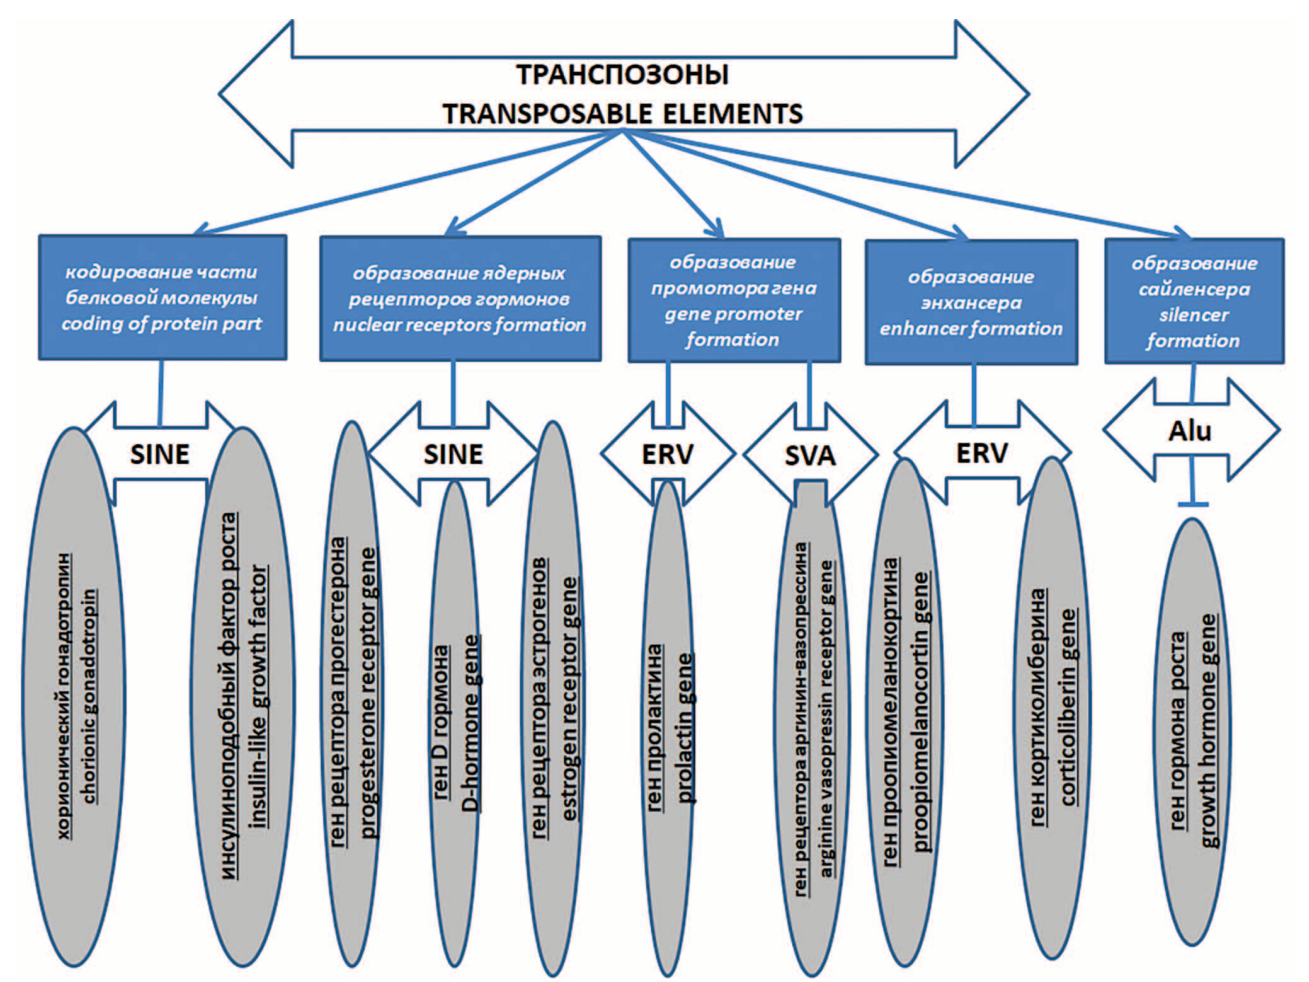 ТРАНСПОЗОНЫ
TRANSPOSABLE ELEMENTS
кодирование части
белковой молекулы
coding of protein part
образование ядерных
рецепторов гормонов
nuclear receptors formation
образование
промотора гена
gene promoter
formation
образование
энхансера
enhancer formation
образование
сайленсера
silencer
formation
SINE
SINE
ERV
SVA
ERV
Alu
хорионический гонадотропин
chorionic gonadotropin
инсулиноподобный фактор роста
insulin-like growth factor
ген рецептора прогестерона
progesterone receptor gene
ген D гормона
D-hormone gene
ген рецептора эстрогенов
estrogen receptor gene
ген пролактина
prolactin gene
ген рецептора аргинин-вазопрессина
arginine vasopressin receptor gene
ген проопиомеланокортина
proopiomelanocortin gene
ген кортиколиберина
corticoliberin gene
ген гормона роста
growth hormone gene